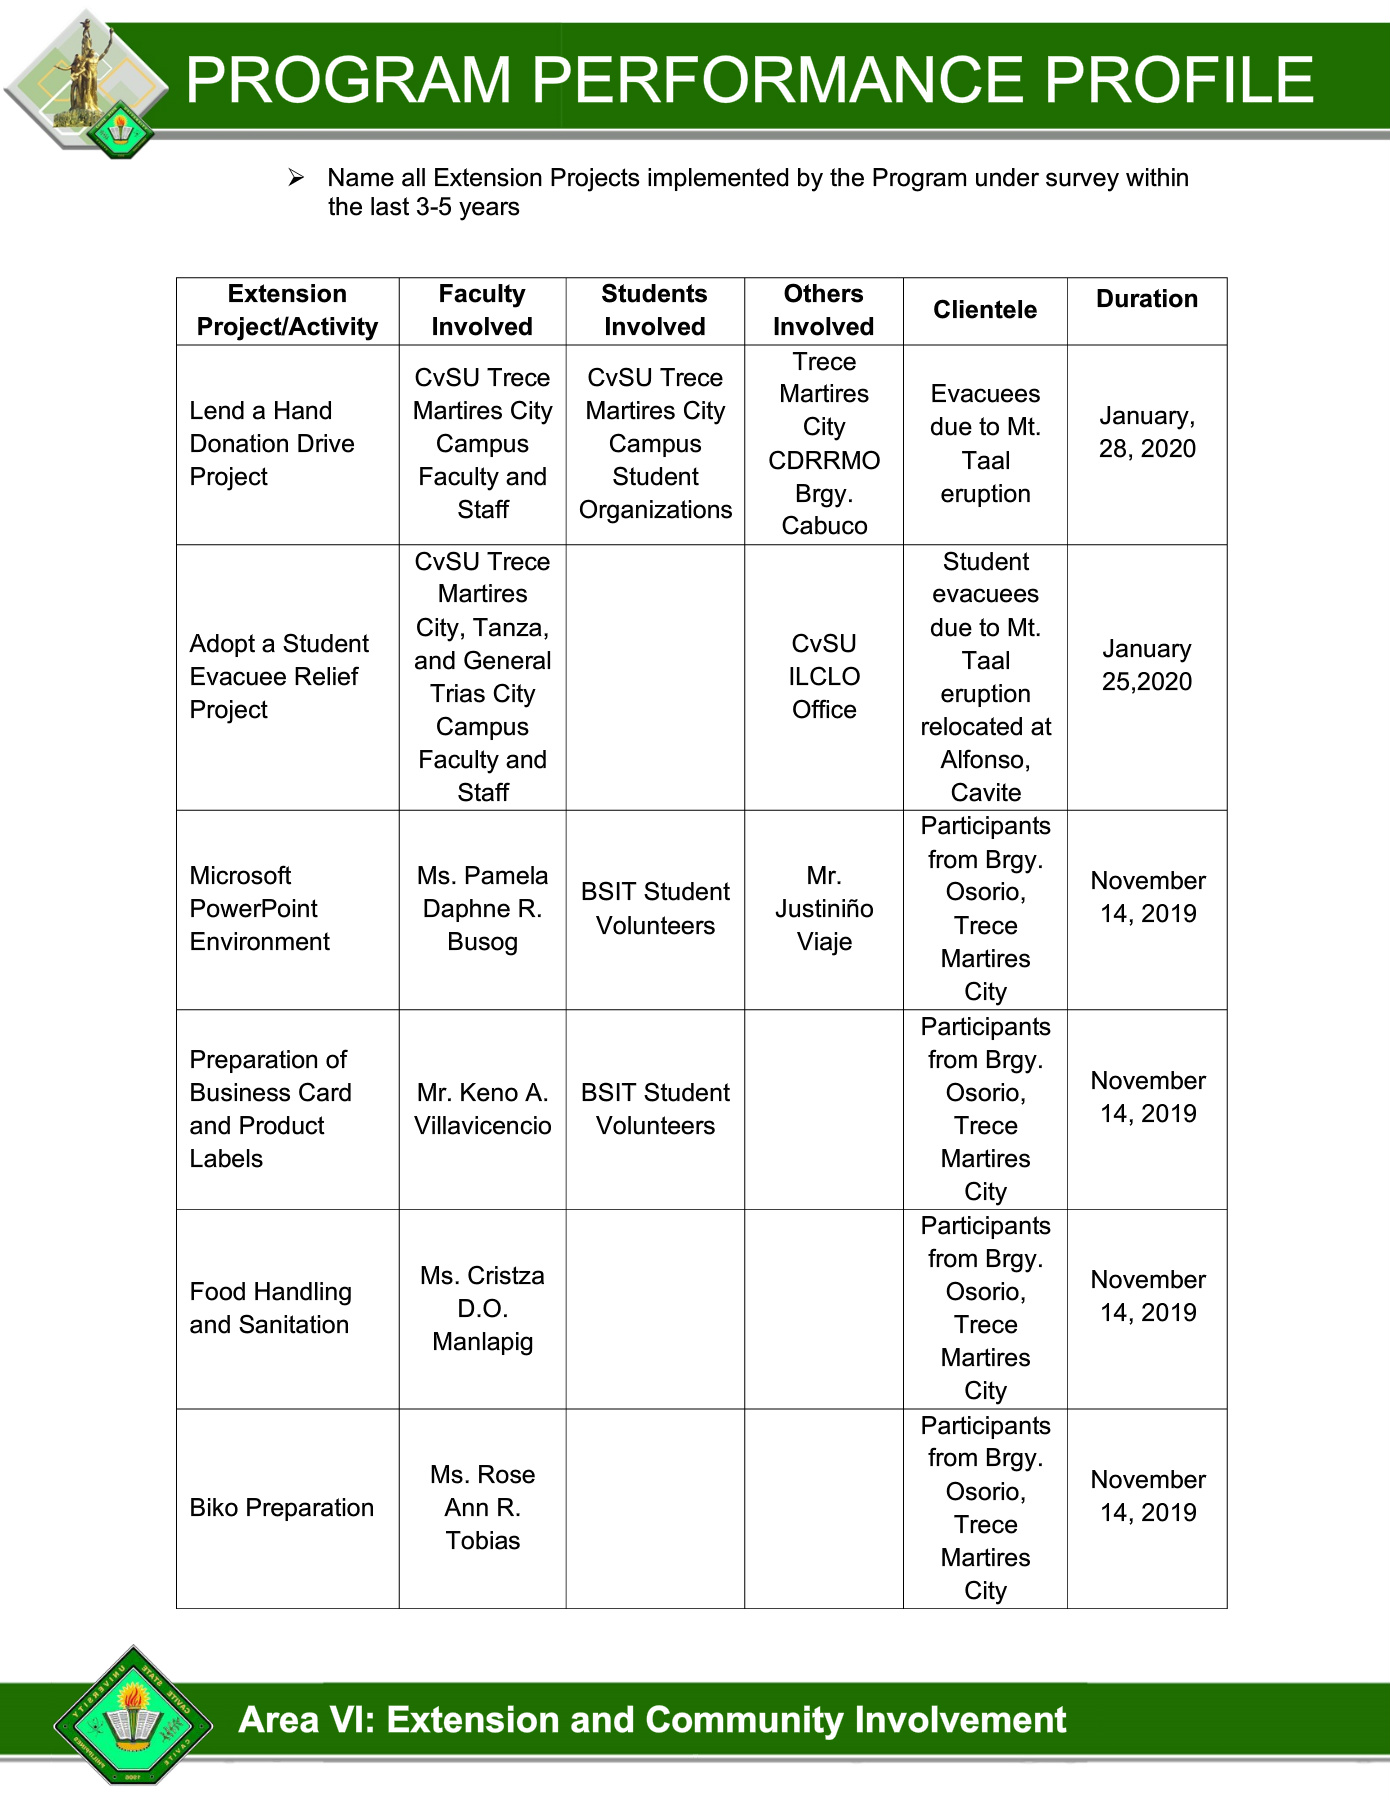 PROGRAM PERFORMANCE PROFILE
➢ Name all Extension Projects implemented by the Program under survey within
the last 3-5 years
Extension
Project/Activity
Faculty
Involved
Students
Involved
Others
Involved
Clientele
Duration
Lend a Hand
Donation Drive
Project
CvSU Trece
Martires City
Campus
Faculty and
Staff
CvSU Trece
Martires City
Campus
Student
Organizations
Trece
Martires
City
CDRRMO
Brgy.
Cabuco
Evacuees
due to Mt.
Taal
eruption
January,
28, 2020
Adopt a Student
Evacuee Relief
Project
CvSU Trece
Martires
City, Tanza,
and General
Trias City
Campus
Faculty and
Staff
CvSU
ILCLO
Office
Student
evacuees
due to Mt.
Taal
eruption
relocated at
Alfonso,
Cavite
January
25,2020
Microsoft
PowerPoint
Environment
Ms. Pamela
Daphne R.
Busog
BSIT Student
Volunteers
Mr.
Justiniño
Viaje
Participants
from Brgy.
Osorio,
Trece
Martires
City
November
14, 2019
Preparation of
Business Card
and Product
Labels
Mr. Keno A.
Villavicencio
BSIT Student
Volunteers
Participants
from Brgy.
Osorio,
Trece
Martires
City
November
14, 2019
Food Handling
and Sanitation
Ms. Cristza
D.O.
Manlapig
Participants
from Brgy.
Osorio,
Trece
Martires
City
November
14, 2019
Biko Preparation
Ms. Rose
Ann R.
Tobias
Participants
from Brgy.
Osorio,
Trece
Martires
City
November
14, 2019
CAVITE STATE UNIVERSITY
CAVITE PHILIPPINES
Area VI: Extension and Community Involvement